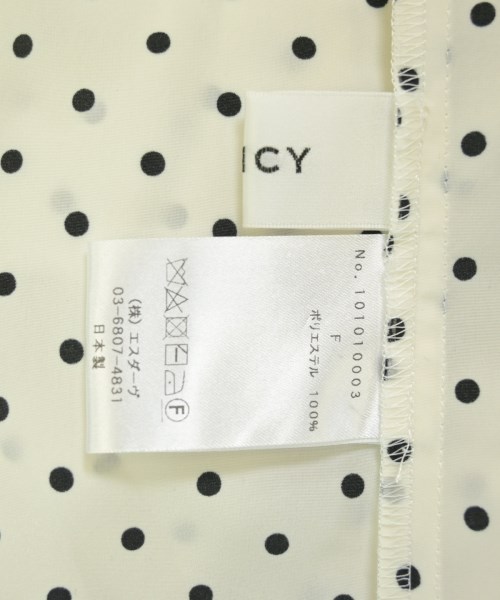 ICY
No. 101010003
F
ポリエステル 100%
F
(株) エスダーヴ
03-6807-4831
日本製